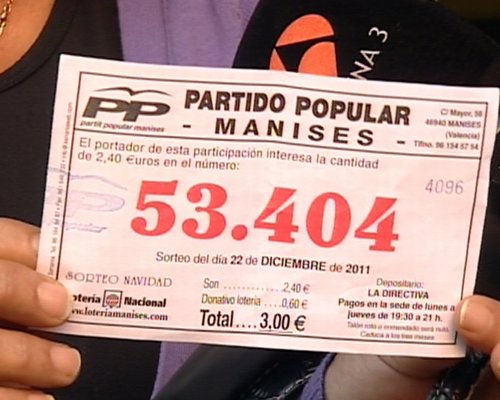 NA 3
PP
partit popular manises
PARTIDO POPULAR
- MANISES -
C/ Mayor, 56
46940 MANISES
(Valencia)
Tlfno. 96 154 57 54
El portador de esta participación interesa la cantidad
de 2,40 €uros en el número:
4096
53.404
Sorteo del día 22 de DICIEMBRE de 2011
SORTEO NAVIDAD
Lotería Nacional
www.loteriamanises.com
Son ............ 2,40 €
Donativo lotería .... 0,60 €
Total.... 3,00 €
Depositario:
LA DIRECTIVA
Pagos en la sede de lunes a
jueves de 19:30 a 21 h.
Talón roto o enmendado será nulo.
Caduca a los tres meses